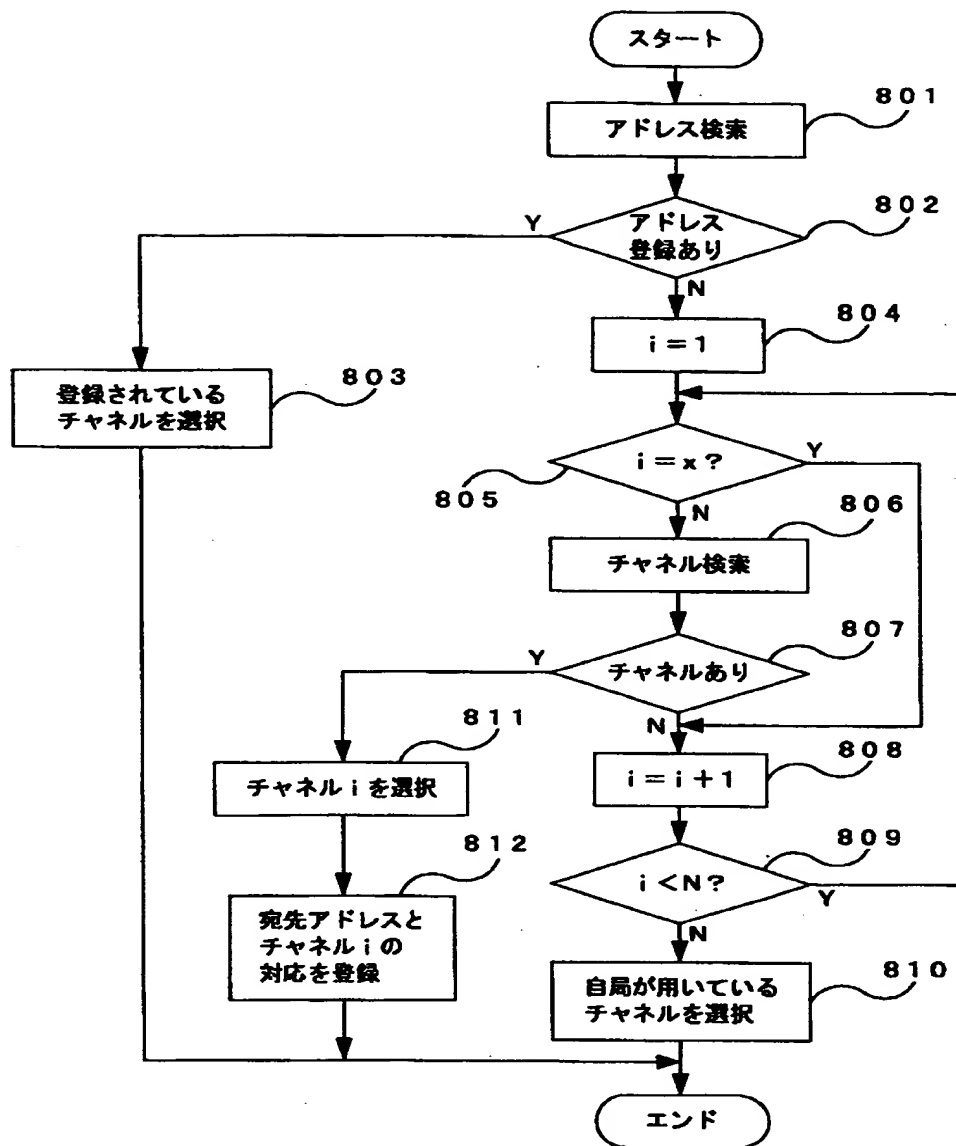 スタート
801
アドレス検索
802
アドレス
登録あり
Y
N
804
i=1
803
登録されている
チャネルを選択
i=x?
Y
805
N
806
チャネル検索
807
チャネルあり
Y
N
811
チャネルiを選択
808
i=i+1
812
宛先アドレスと
チャネルiの
対応を登録
809
i<N?
Y
N
810
自局が用いている
チャネルを選択
エンド